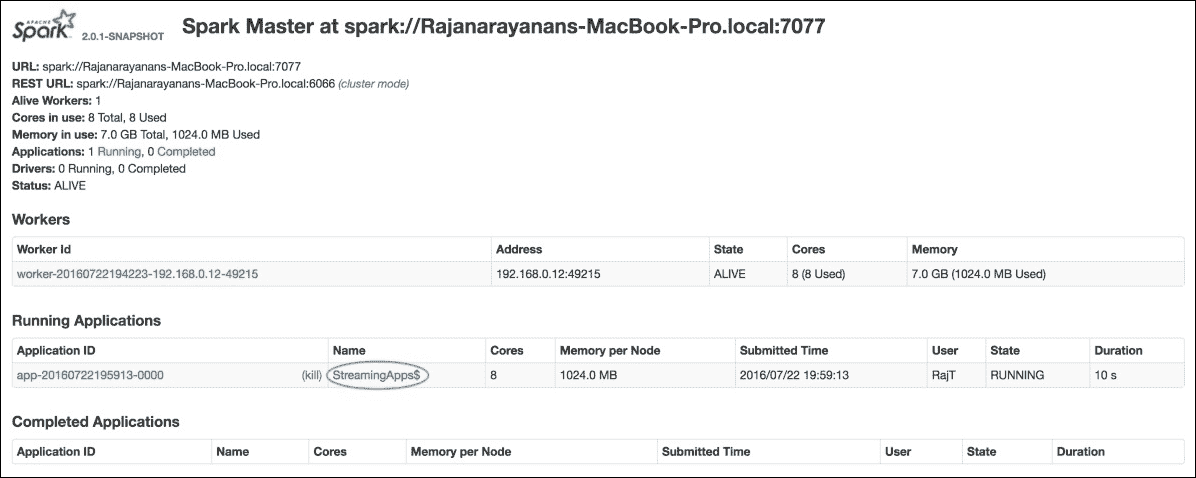 APACHE
Spark 2.0.1-SNAPSHOT Spark Master at spark://Rajanarayanans-MacBook-Pro.local:7077
URL: spark://Rajanarayanans-MacBook-Pro.local:7077
REST URL: spark://Rajanarayanans-MacBook-Pro.local:6066 (cluster mode)
Alive Workers: 1
Cores in use: 8 Total, 8 Used
Memory in use: 7.0 GB Total, 1024.0 MB Used
Applications: 1 Running, 0 Completed
Drivers: 0 Running, 0 Completed
Status: ALIVE
Workers
Worker Id Address State Cores Memory
worker-20160722194223-192.168.0.12-49215 192.168.0.12:49215 ALIVE 8 (8 Used) 7.0 GB (1024.0 MB Used)
Running Applications
Application ID Name Cores Memory per Node Submitted Time User State Duration
app-20160722195913-0000 (kill) StreamingApps$ 8 1024.0 MB 2016/07/22 19:59:13 RajT RUNNING 10 s
Completed Applications
Application ID Name Cores Memory per Node Submitted Time User State Duration